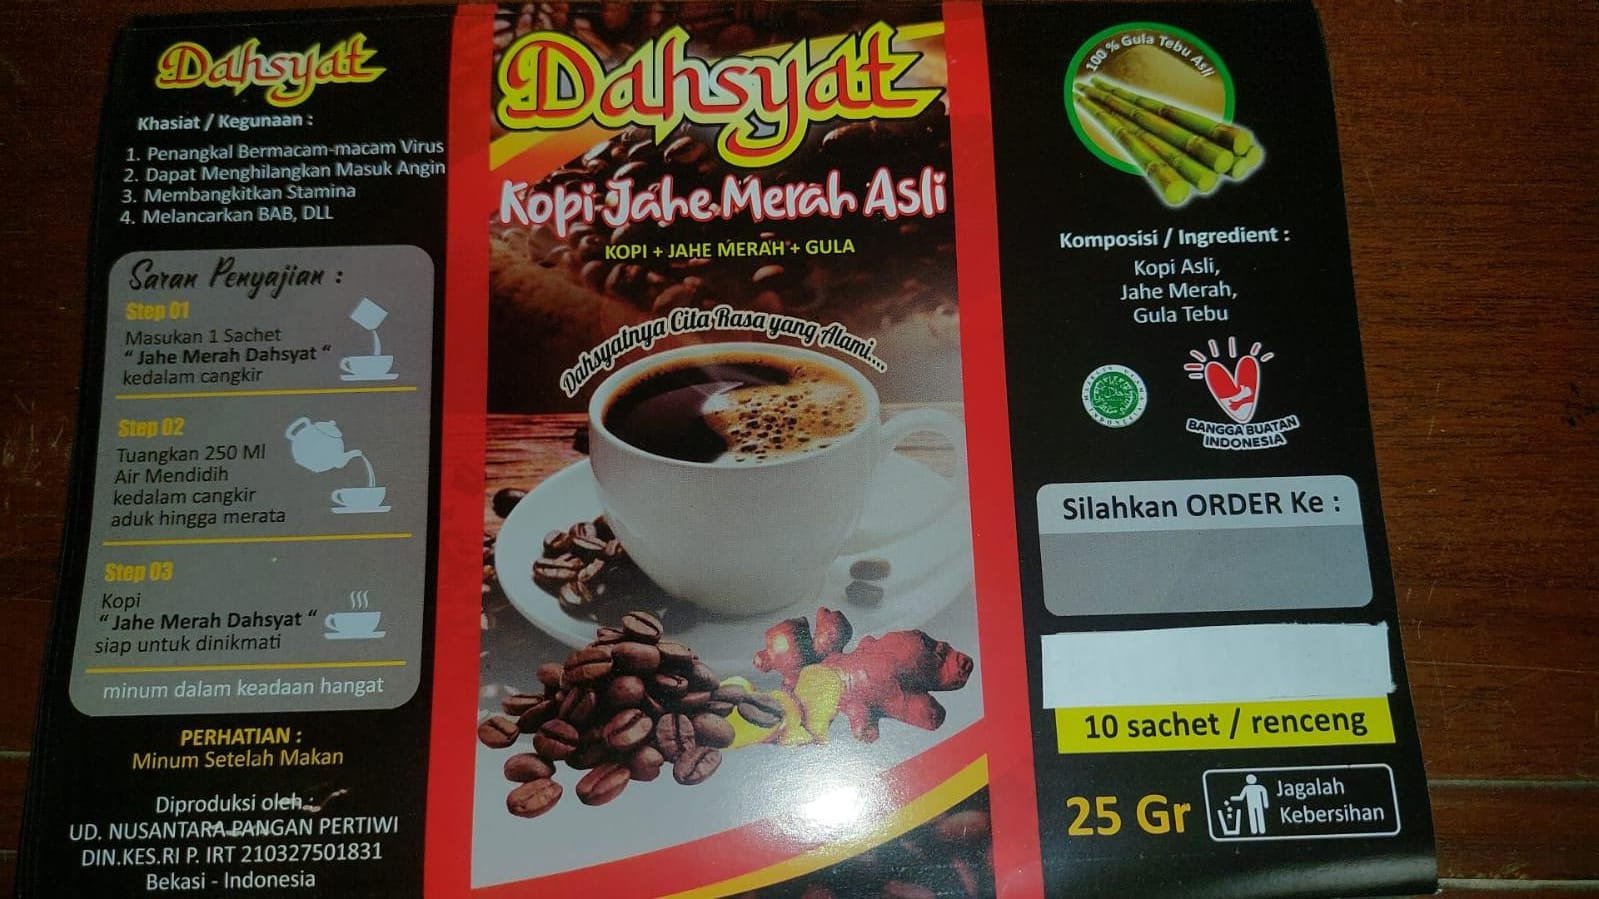 Dahsyat
Khasiat / Kegunaan :
1. Penangkal Bermacam-macam Virus
2. Dapat Menghilangkan Masuk Angin
3. Membangkitkan Stamina
4. Melancarkan BAB, DLL
Saran Penyajian :
Step 01
Masukan 1 Sachet
“ Jahe Merah Dahsyat “
kedalam cangkir
Step 02
Tuangkan 250 Ml
Air Mendidih
kedalam cangkir
aduk hingga merata
Step 03
Kopi
“ Jahe Merah Dahsyat “
siap untuk dinikmati
minum dalam keadaan hangat
PERHATIAN :
Minum Setelah Makan
Diproduksi oleh :
UD. NUSANTARA PANGAN PERTIWI
DIN.KES.RI P. IRT 210327501831
Bekasi - Indonesia
Dahsyat
Kopi Jahe Merah Asli
KOPI + JAHE MERAH + GULA
Dahsyatnya Cita Rasa yang Alami...
100 % Gula Tebu Asli
Komposisi / Ingredient :
Kopi Asli,
Jahe Merah,
Gula Tebu
BANGGA BUATAN
INDONESIA
Silahkan ORDER Ke :
10 sachet / renceng
25 Gr
Jagalah
Kebersihan